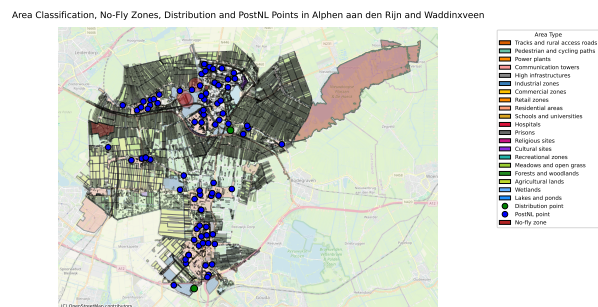 Area Classification, No-Fly Zones, Distribution and PostNL Points in Alphen aan den Rijn and Waddinxveen
Area Type
Tracks and rural access roads
Pedestrian and cycling paths
Power plants
Communication towers
High infrastructures
Industrial zones
Commercial zones
Retail zones
Residential areas
Schools and universities
Hospitals
Prisons
Religious sites
Cultural sites
Recreational zones
Meadows and open grass
Forests and woodlands
Agricultural lands
Wetlands
Lakes and ponds
Distribution point
PostNL point
No-fly zone
(C) OpenStreetMap contributors